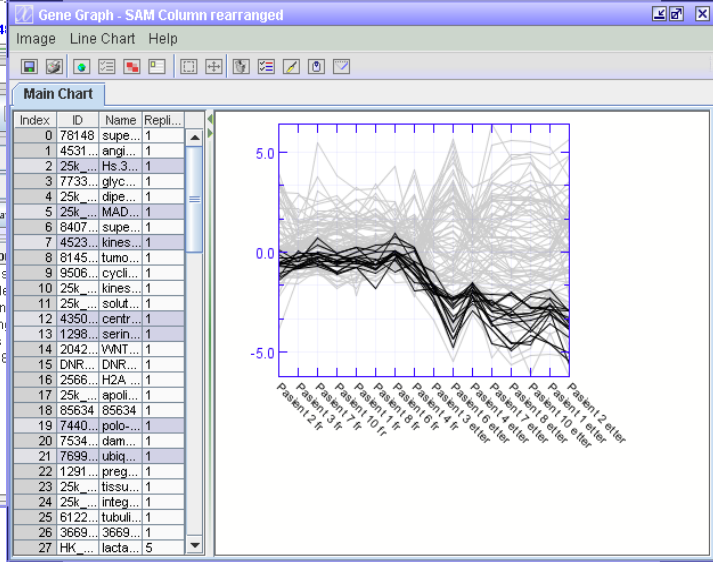 Gene Graph - SAM Column rearranged
Image Line Chart Help
Main Chart
Index ID Name Repli...
0 78148 supe... 1
1 4531... angi... 1
2 25k_... Hs.3... 1
3 7733... glyc... 1
4 25k_... dipe... 1
5 25k_... MAD... 1
6 8407... supe... 1
7 4523... kines... 1
8 8145... tumo... 1
9 9506... cycli... 1
10 25k_... kines... 1
11 25k_... solut... 1
12 4350... centr... 1
13 1298... serin... 1
14 2042... WNT... 1
15 DNR... DNR... 1
16 2566... H2A ... 1
17 25k_... apoli... 1
18 85634 85634 1
19 7440... polo-... 1
20 7534... dam... 1
21 7699... ubiq... 1
22 1291... preg... 1
23 25k_... tissu... 1
24 25k_... integ... 1
25 6122... tubuli... 1
26 3669... 3669... 1
27 HK_... lacta... 5
5.0
0.0
-5.0
Pasient 2 fr
Pasient 3 fr
Pasient 7 fr
Pasient 10 fr
Pasient 1 fr
Pasient 8 fr
Pasient 6 fr
Pasient 4 fr
Pasient 3 etter
Pasient 6 etter
Pasient 4 etter
Pasient 7 etter
Pasient 8 etter
Pasient 10 etter
Pasient 1 etter
Pasient 2 etter